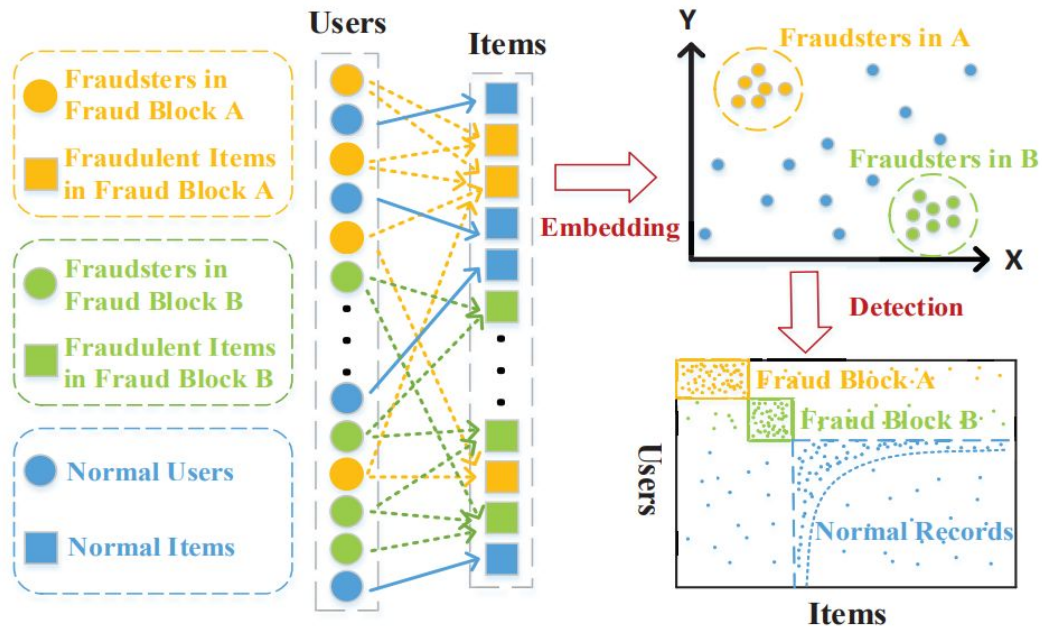 Users
Items
Fraudsters in
Fraud Block A
Fraudulent Items
in Fraud Block A
Fraudsters in
Fraud Block B
Fraudulent Items
in Fraud Block B
Normal Users
Normal Items
Embedding
Y
Fraudsters in A
Fraudsters in B
X
Detection
Fraud Block A
Fraud Block B
Normal Records
Users
Items